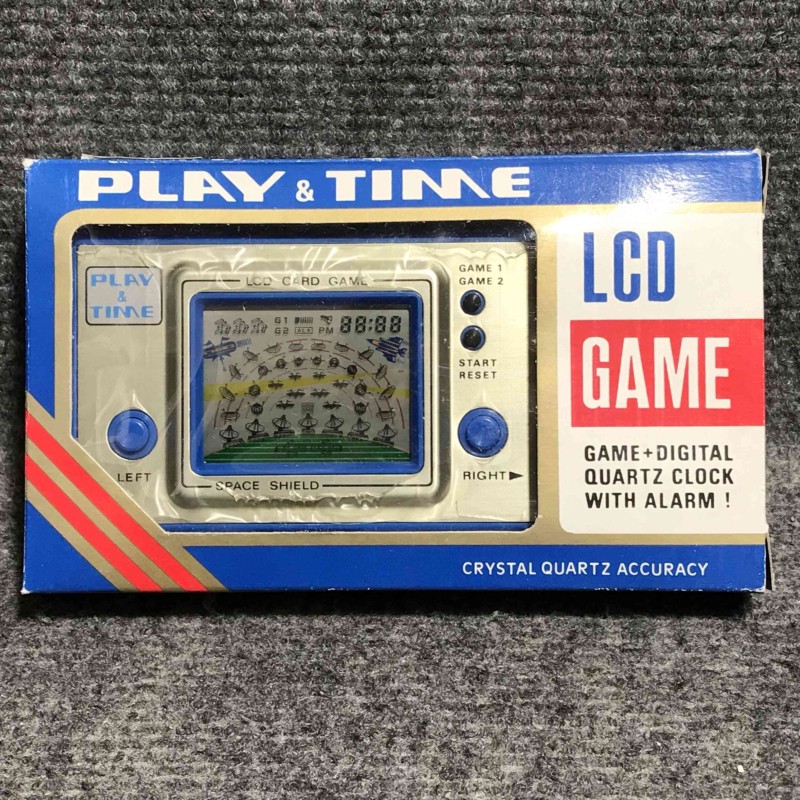 PLAY & TIME
PLAY
&
TIME
LCD CARD GAME
GAME 1
GAME 2
G1
G2
ALA
PM
88:88
START
RESET
LEFT
RIGHT▶
SPACE SHIELD
LCD
GAME
GAME+DIGITAL
QUARTZ CLOCK
WITH ALARM !
CRYSTAL QUARTZ ACCURACY